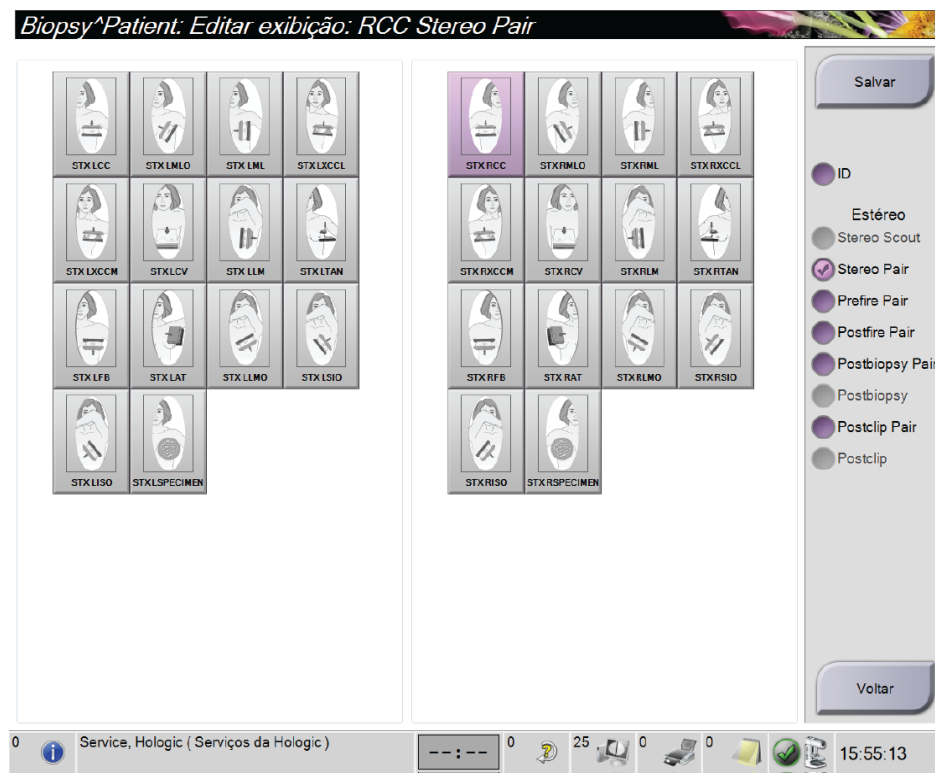 Biopsy^Patient: Editar exibição: RCC Stereo Pair
STX LCC STX LMLO STX LML STX LXCCL
STX LXCCM STX LCV STX LLM STX LTAN
STX LFB STX LAT STX LLMO STX LSIO
STX LISO STX LSPECIMEN
STX RCC STX RMLO STX RML STX RXCCL
STX RXCCM STX RCV STX RLM STX RTAN
STX RFB STX RAT STX RLMO STX RSIO
STX RISO STX RSPECIMEN
Salvar
ID
Estéreo
Stereo Scout
Stereo Pair
Prefire Pair
Postfire Pair
Postbiopsy Pair
Postbiopsy
Postclip Pair
Postclip
Voltar
0 Service, Hologic ( Serviços da Hologic ) --:-- 0 25 0 0 15:55:13